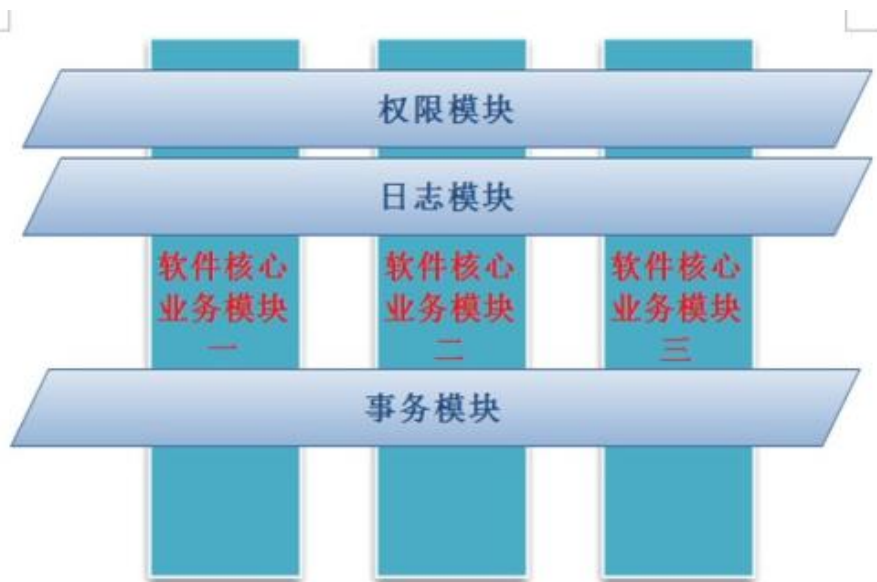 权限模块
日志模块
软件核心
业务模块
一
软件核心
业务模块
二
软件核心
业务模块
三
事务模块